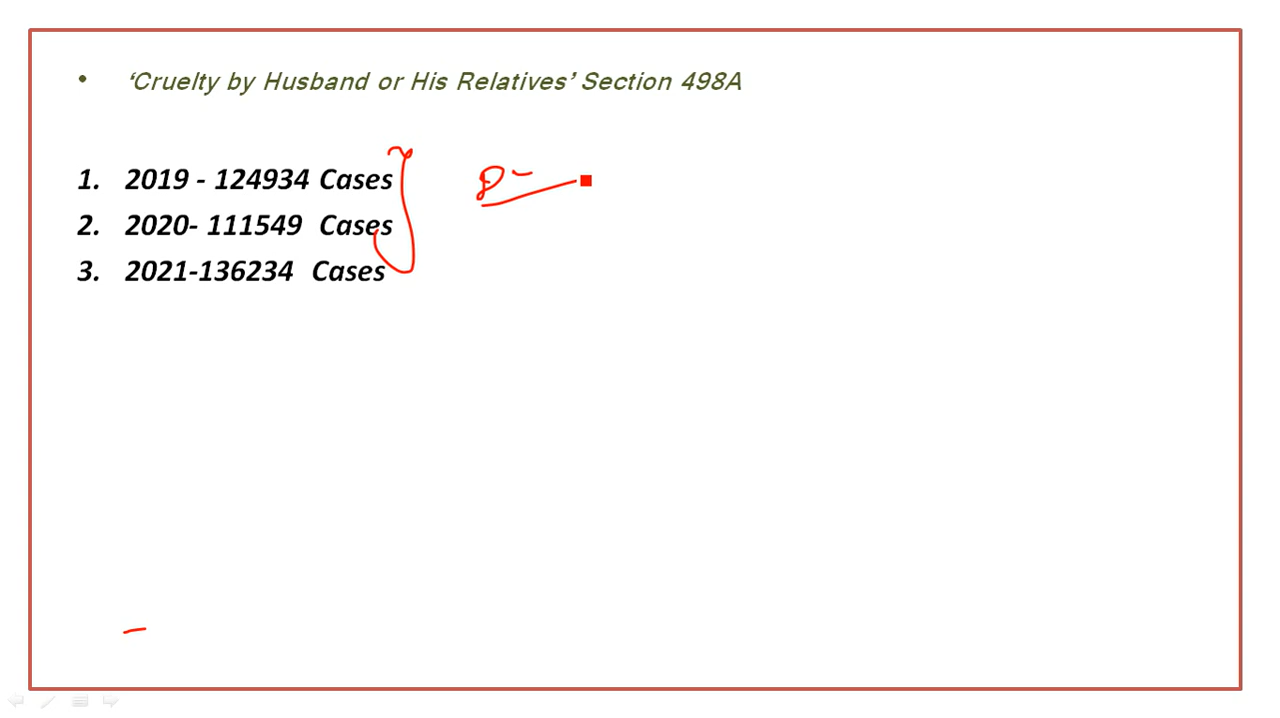 • ‘Cruelty by Husband or His Relatives’ Section 498A
1. 2019 - 124934 Cases
2. 2020- 111549 Cases
3. 2021-136234 Cases